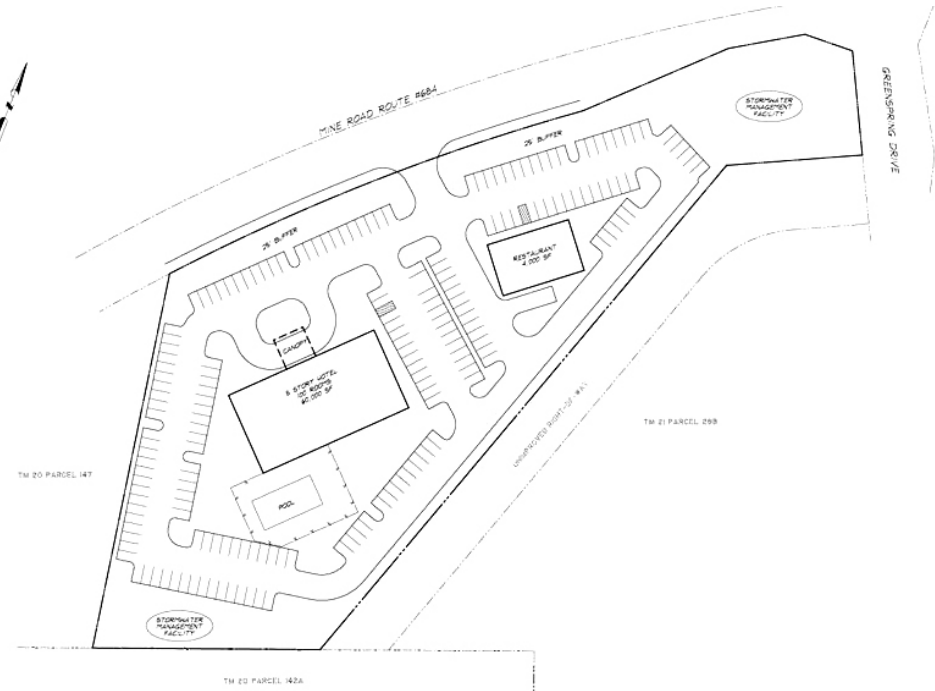 MINE ROAD ROUTE #684
GREENSPRING DRIVE
STORMWATER
MANAGEMENT
FACILITY
25' BUFFER
25' BUFFER
RESTAURANT
4,000 SF
CANOPY
5 STORY HOTEL
100 ROOMS
60,000 SF
POOL
UNIMPROVED RIGHT-OF-WAY
TM 21 PARCEL 28B
TM 20 PARCEL 147
STORMWATER
MANAGEMENT
FACILITY
TM 20 PARCEL 142A